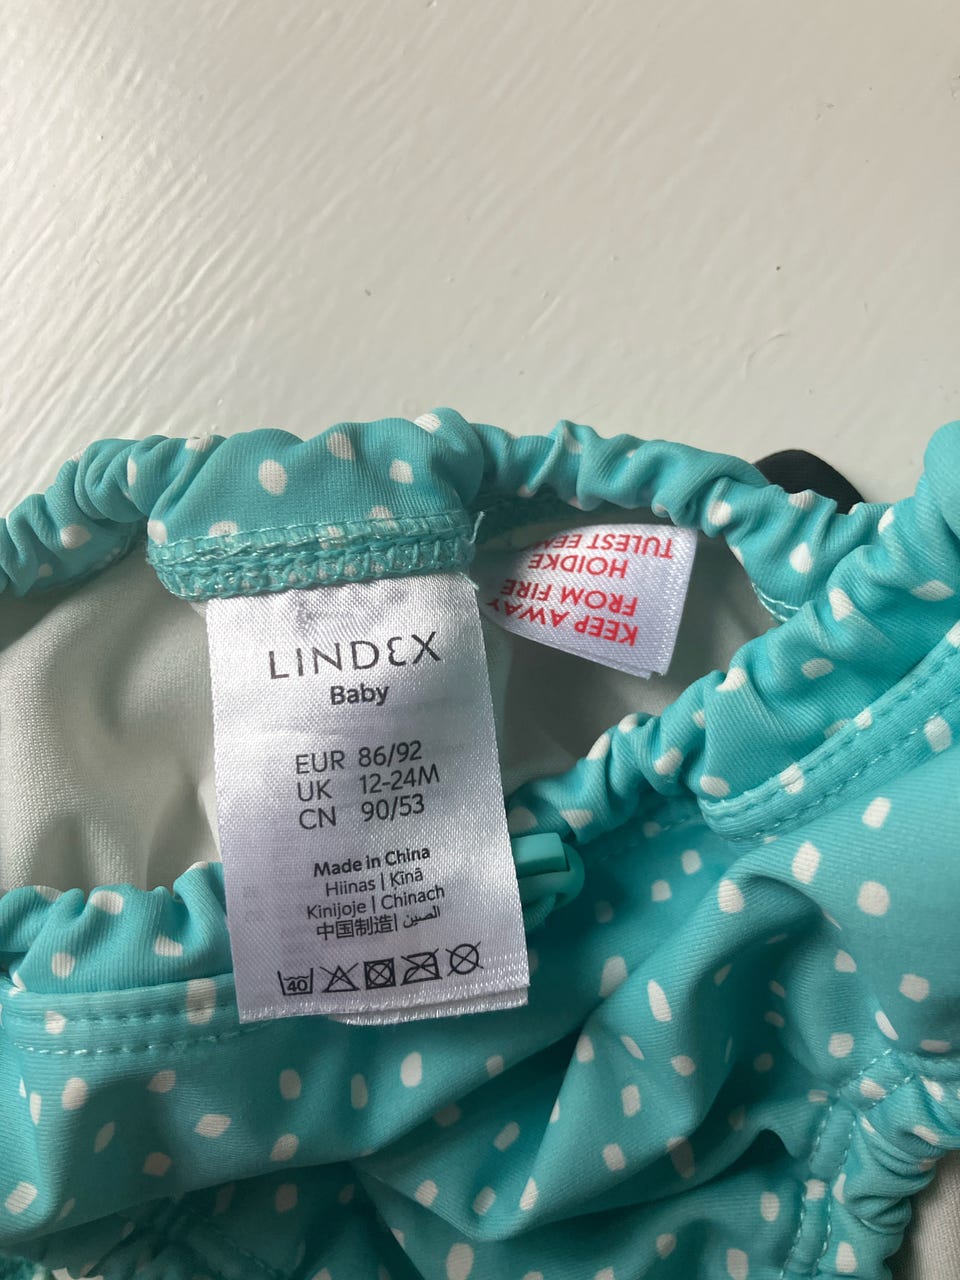 LINDEX
Baby
EUR 86/92
UK 12-24M
CN 90/53
Made in China
Hiinas | Ķīnā
Kinijoje | Chinach
中国制造| الصين
40
KEEP AWAY
FROM FIRE
HOIDKE
TULEST